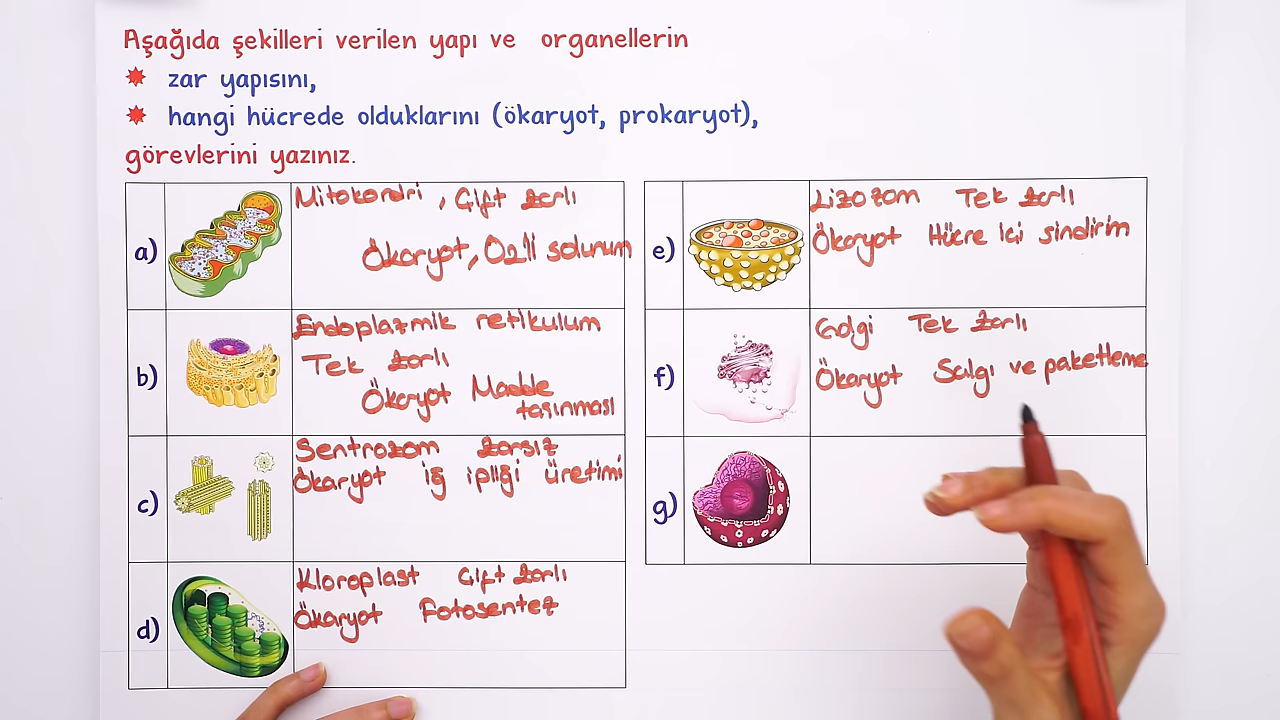 Aşağıda şekilleri verilen yapı ve organellerin
zar yapısını,
hangi hücrede olduklarını (ökaryot, prokaryot),
görevlerini yazınız.
a)
Mitokondri, Çift zarlı
Ökaryot, O2li solunum
b)
Endoplazmik retikulum
Tek zarlı
Ökaryot Madde
taşınması
c)
Sentrozom zarsız
Ökaryot iğ ipliği üretimi
d)
Kloroplast Çift zarlı
Ökaryot Fotosentez
e)
Lizozom Tek zarlı
Ökaryot Hücre içi sindirim
f)
Golgi Tek zarlı
Ökaryot Salgı ve paketleme
g)